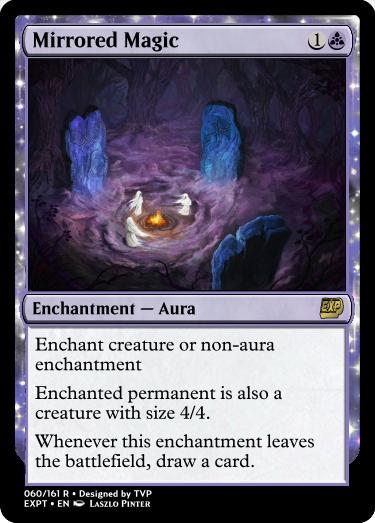 Mirrored Magic 1
Enchantment — Aura EXP
Enchant creature or non-aura
enchantment
Enchanted permanent is also a
creature with size 4/4.
Whenever this enchantment leaves
the battlefield, draw a card.
060/161 R • Designed by TVP
EXPT • EN Laszlo Pinter